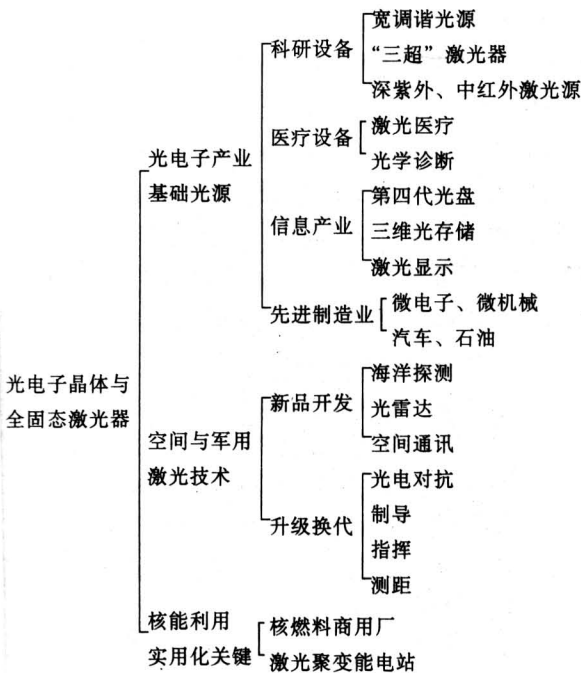 光电子晶体与
全固态激光器
光电子产业
基础光源
科研设备
宽调谐光源
“三超”激光器
深紫外、中红外激光源
医疗设备
激光医疗
光学诊断
信息产业
第四代光盘
三维光存储
激光显示
先进制造业
微电子、微机械
汽车、石油
空间与军用
激光技术
新品开发
海洋探测
光雷达
空间通讯
升级换代
光电对抗
制导
指挥
测距
核能利用
实用化关键
核燃料商用厂
激光聚变能电站